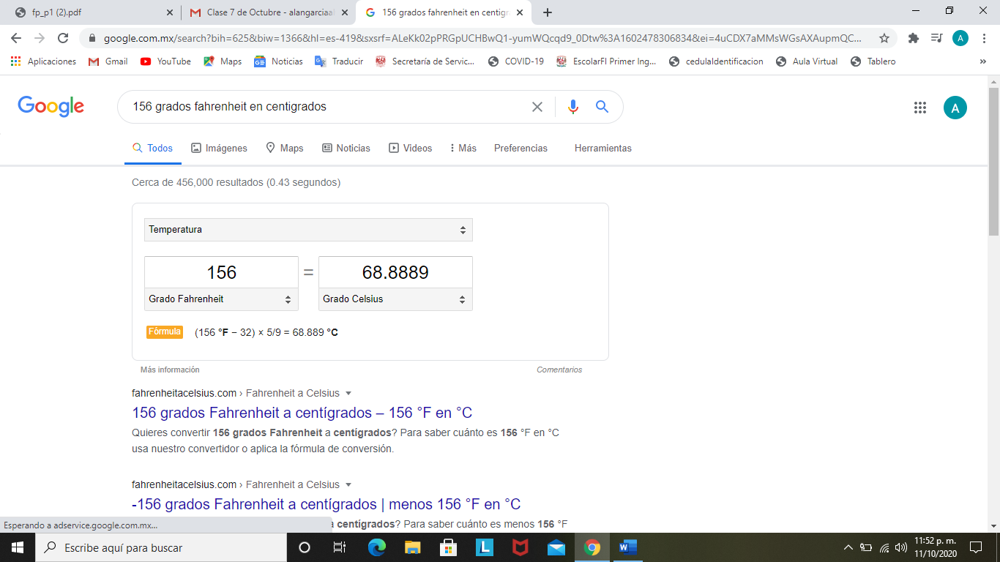 fp_p1 (2).pdf
Clase 7 de Octubre - alangarciaa
156 grados fahrenheit en centigr
google.com.mx/search?bih=625&biw=1366&hl=es-419&sxsrf=ALeKk02pPRGpUCHBwQ1-yumWQcqd9_0Dtw%3A1602478306834&ei=4uCDX7aMMsWGsAXAupmQC...
A
Aplicaciones
Gmail
YouTube
Maps
Noticias
Traducir
Secretaría de Servic...
COVID-19
EscolarFI Primer Ing...
cedulaIdentificacion
Aula Virtual
Tablero
»
Google
156 grados fahrenheit en centigrados
A
Todos
Imágenes
Maps
Noticias
Videos
Más
Preferencias
Herramientas
Cerca de 456,000 resultados (0.43 segundos)
Temperatura
156 = 68.8889
Grado Fahrenheit
Grado Celsius
Fórmula (156 °F − 32) × 5/9 = 68.889 °C
Más información
Comentarios
fahrenheitacelsius.com › Fahrenheit a Celsius
156 grados Fahrenheit a centígrados – 156 °F en °C
Quieres convertir 156 grados Fahrenheit a centígrados? Para saber cuánto es 156 °F en °C
usa nuestro convertidor o aplica la fórmula de conversión.
fahrenheitacelsius.com › Fahrenheit a Celsius
-156 grados Fahrenheit a centígrados | menos 156 °F en °C
a centígrados? Para saber cuánto es menos 156 °F
Esperando a adservice.google.com.mx...
Escribe aquí para buscar
L
W
11:52 p. m.
11/10/2020